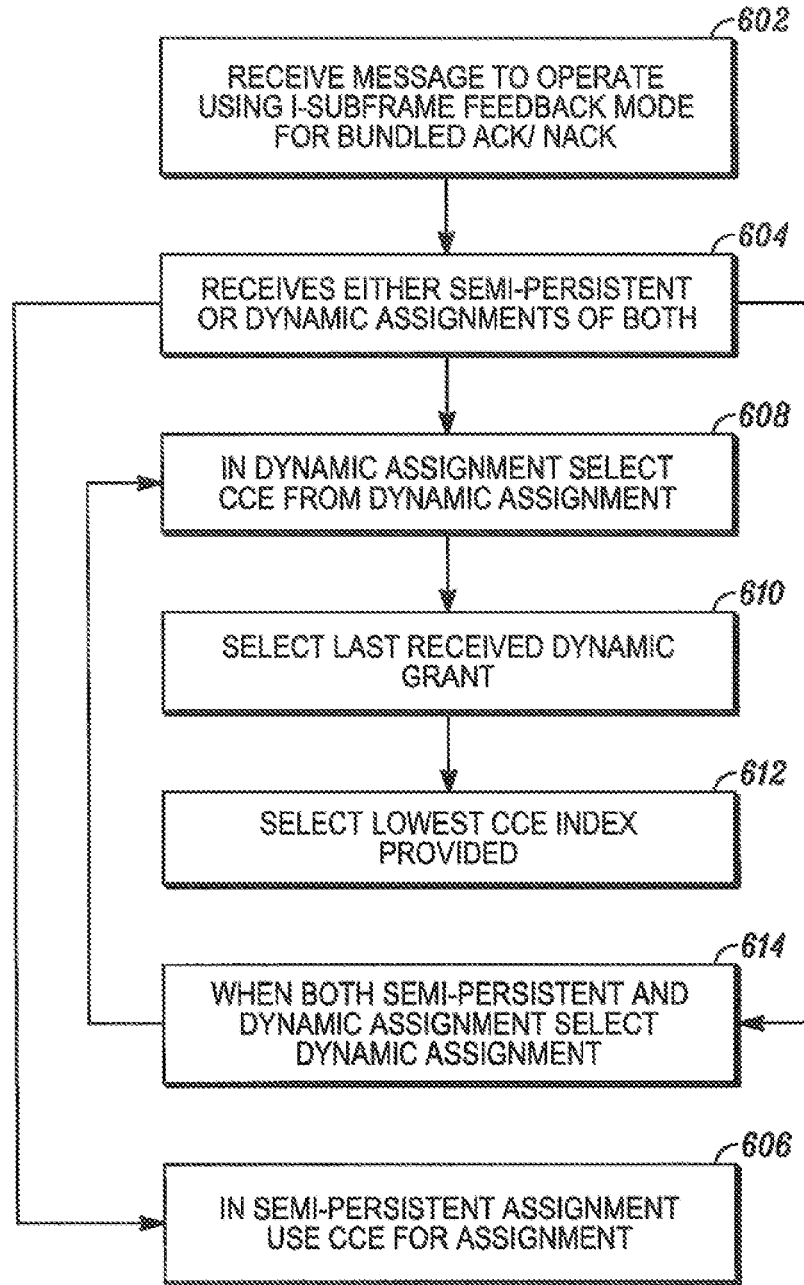 602
RECEIVE MESSAGE TO OPERATE
USING I-SUBFRAME FEEDBACK MODE
FOR BUNDLED ACK/ NACK
604
RECEIVES EITHER SEMI-PERSISTENT
OR DYNAMIC ASSIGNMENTS OF BOTH
608
IN DYNAMIC ASSIGNMENT SELECT
CCE FROM DYNAMIC ASSIGNMENT
610
SELECT LAST RECEIVED DYNAMIC
GRANT
612
SELECT LOWEST CCE INDEX
PROVIDED
614
WHEN BOTH SEMI-PERSISTENT AND
DYNAMIC ASSIGNMENT SELECT
DYNAMIC ASSIGNMENT
606
IN SEMI-PERSISTENT ASSIGNMENT
USE CCE FOR ASSIGNMENT